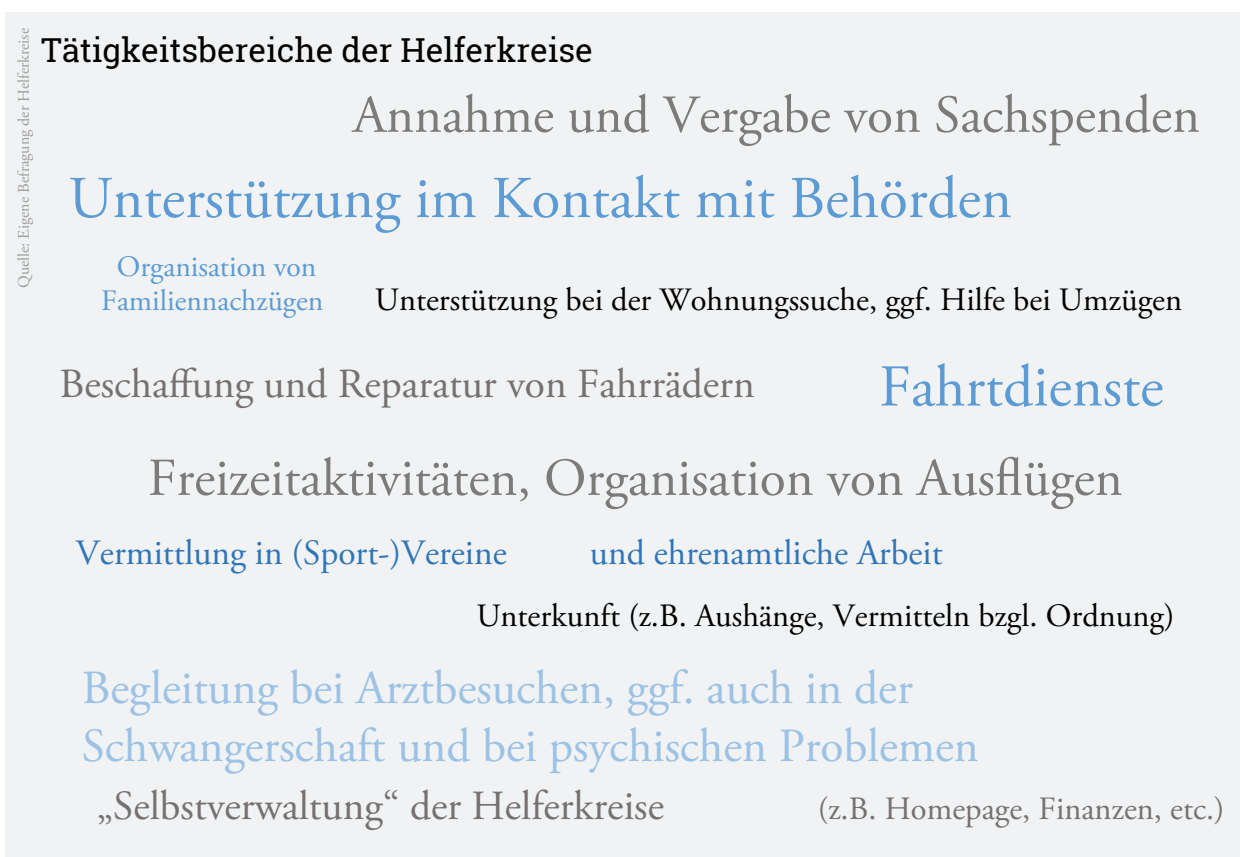 Tätigkeitsbereiche der Helferkreise
Quelle: Eigene Befragung der Helferkreise
Annahme und Vergabe von Sachspenden
Unterstützung im Kontakt mit Behörden
Organisation von
Familiennachzügen
Unterstützung bei der Wohnungssuche, ggf. Hilfe bei Umzügen
Beschaffung und Reparatur von Fahrrädern
Fahrtdienste
Freizeitaktivitäten, Organisation von Ausflügen
Vermittlung in (Sport-)Vereine
und ehrenamtliche Arbeit
Unterkunft (z.B. Aushänge, Vermitteln bzgl. Ordnung)
Begleitung bei Arztbesuchen, ggf. auch in der
Schwangerschaft und bei psychischen Problemen
„Selbstverwaltung“ der Helferkreise
(z.B. Homepage, Finanzen, etc.)